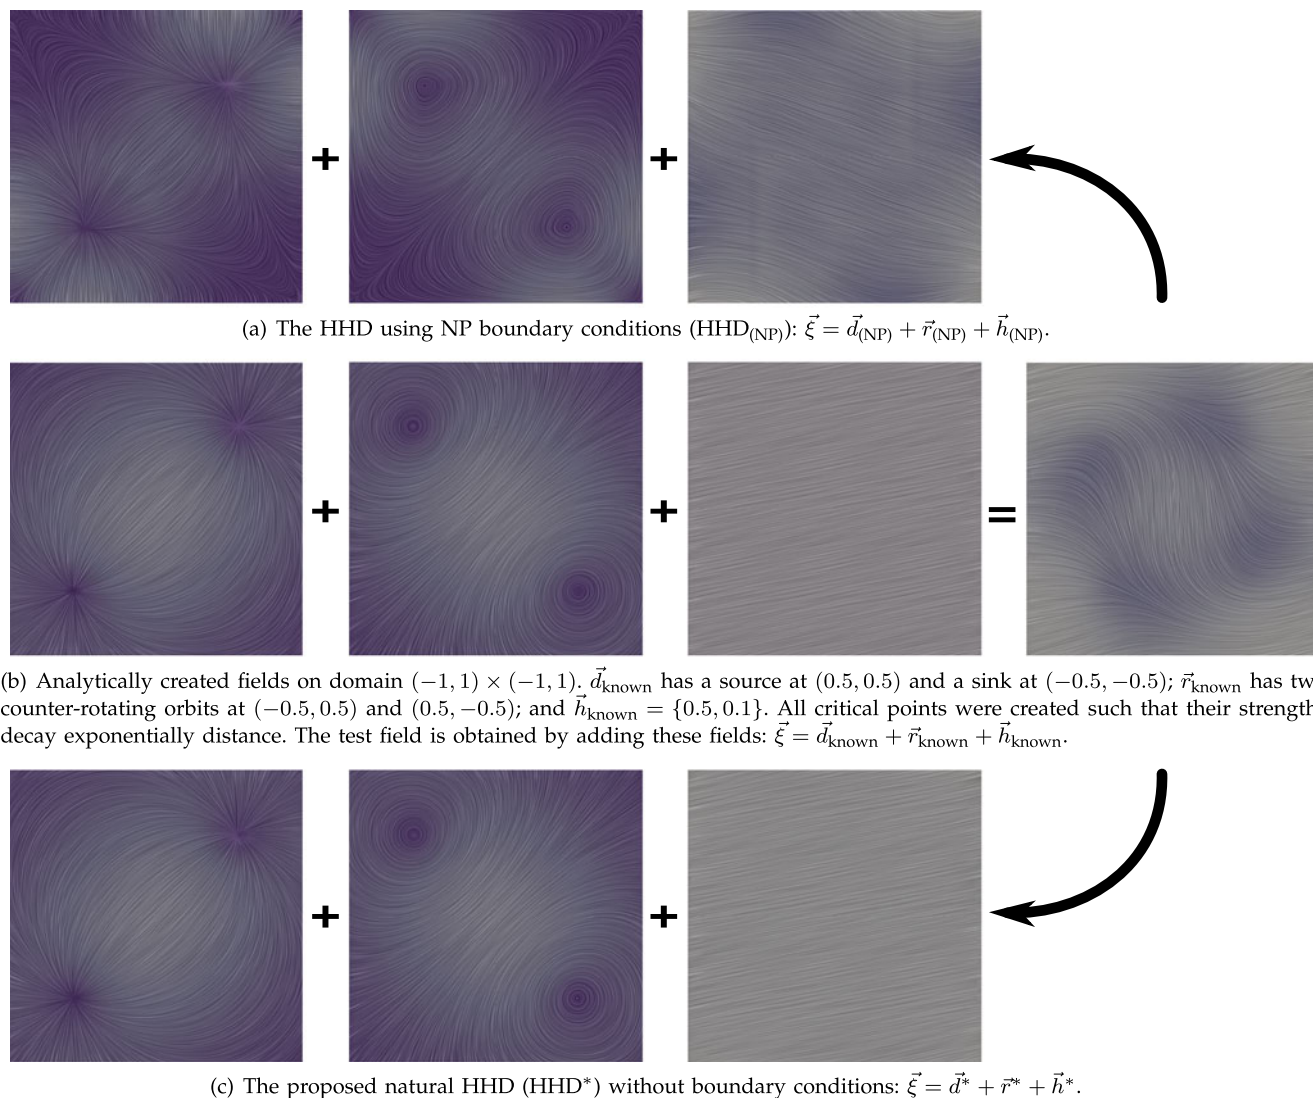 + +
(a) The HHD using NP boundary conditions (HHD(NP)): ξ⃗ = d⃗(NP) + r⃗(NP) + h⃗(NP).
+ + =
(b) Analytically created fields on domain (−1, 1) × (−1, 1). d⃗known has a source at (0.5, 0.5) and a sink at (−0.5, −0.5); r⃗known has tw
counter-rotating orbits at (−0.5, 0.5) and (0.5, −0.5); and h⃗known = {0.5, 0.1}. All critical points were created such that their strength
decay exponentially distance. The test field is obtained by adding these fields: ξ⃗ = d⃗known + r⃗known + h⃗known.
+ +
(c) The proposed natural HHD (HHD*) without boundary conditions: ξ⃗ = d⃗* + r⃗* + h⃗*.